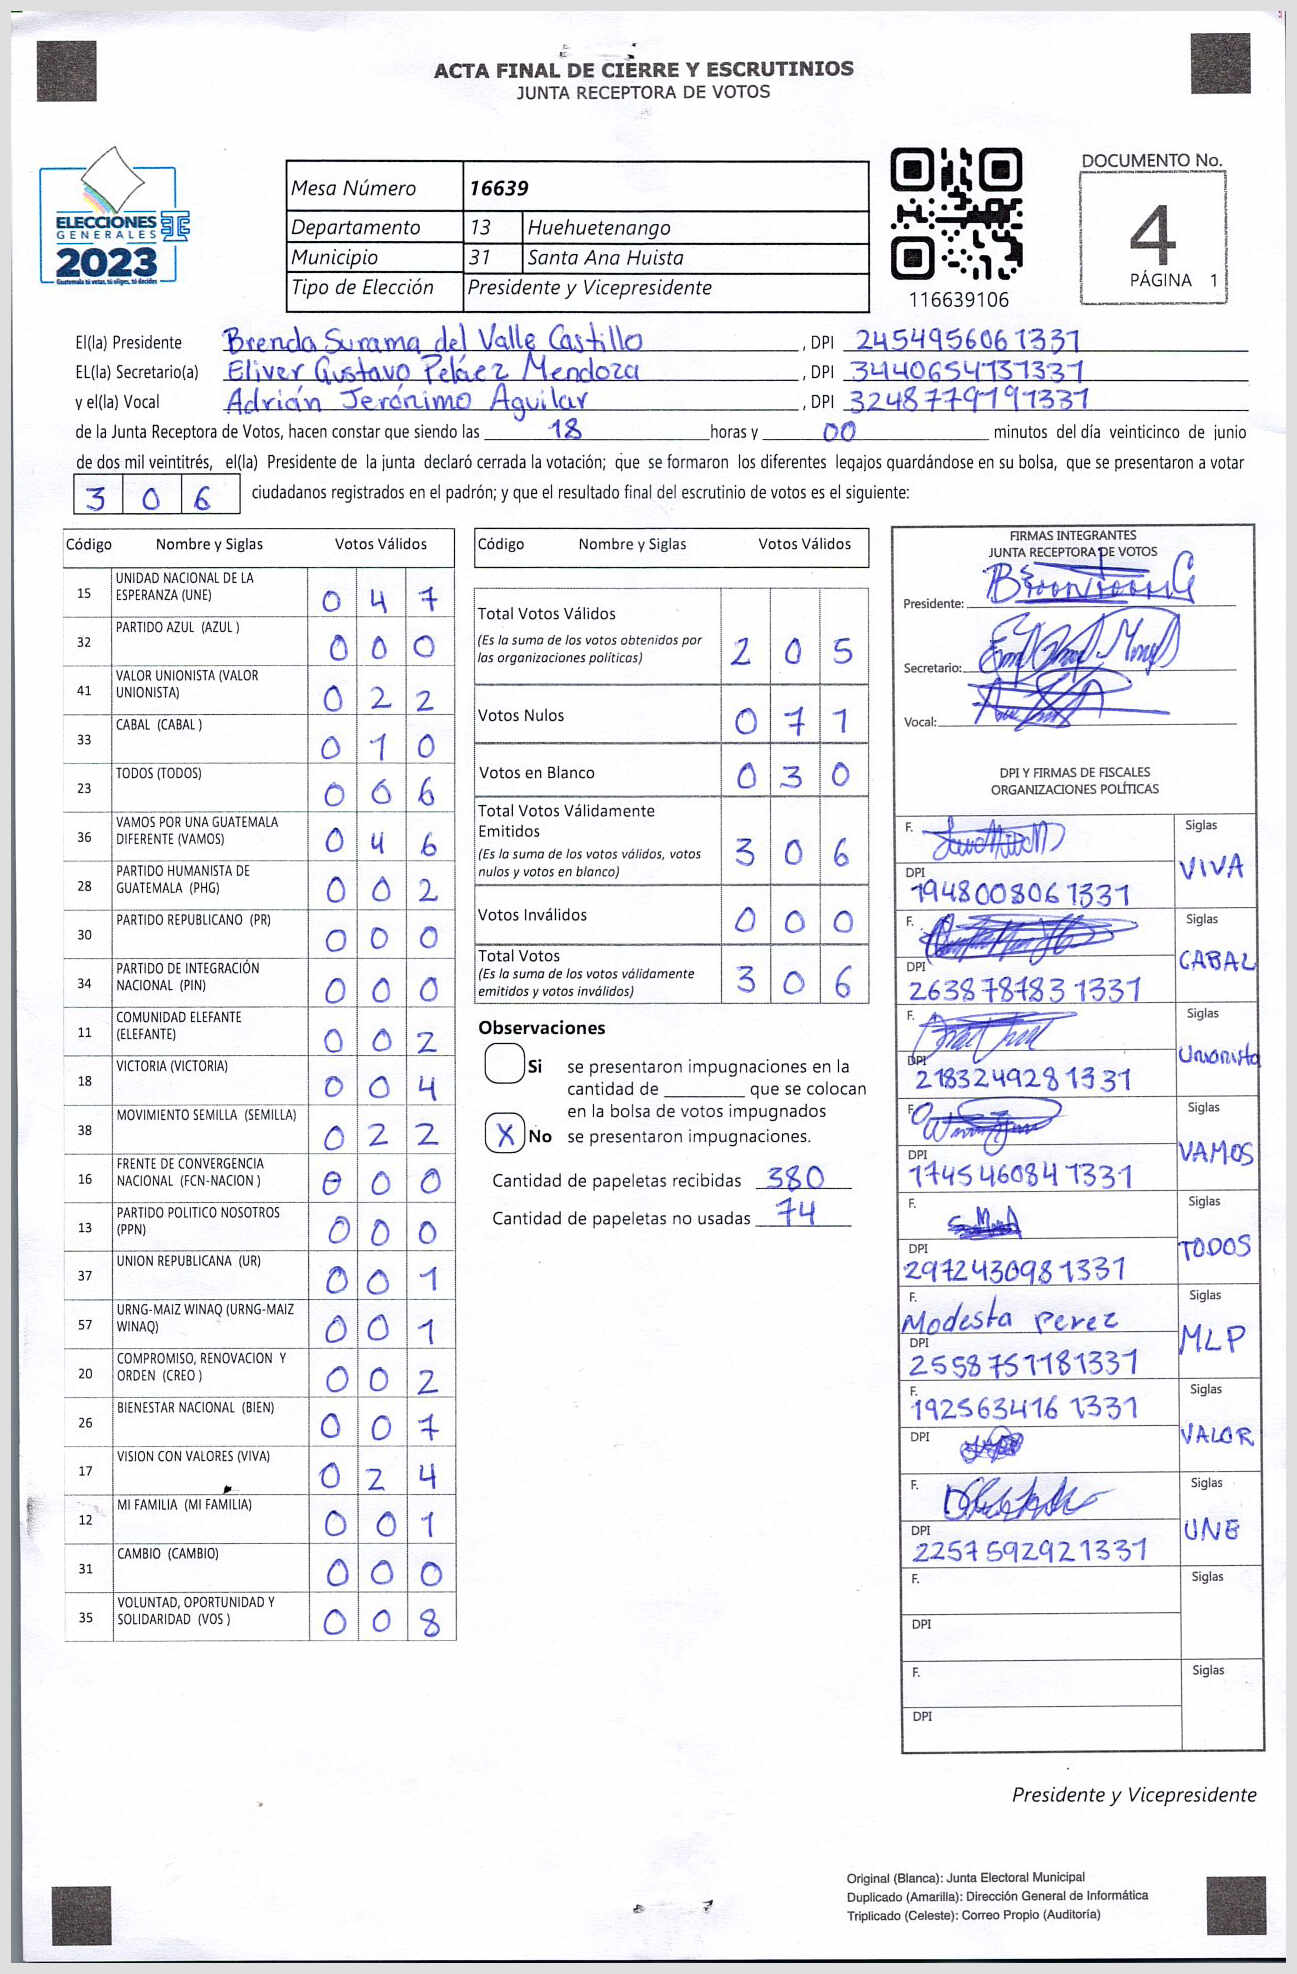 ACTA FINAL DE CIERRE Y ESCRUTINIOS
JUNTA RECEPTORA DE VOTOS
ELECCIONES
GENERALES
2023
Guatemala tú votas, tú eliges, tú decides
Mesa Número 16639
Departamento 13 Huehuetenango
Municipio 31 Santa Ana Huista
Tipo de Elección Presidente y Vicepresidente
116639106
DOCUMENTO No.
4
PÁGINA 1
El(la) Presidente Brenda Surama del Valle Castillo , DPI 2454956061331
EL(la) Secretario(a) Eliver Gustavo Peláez Mendoza , DPI 3440654131331
y el(la) Vocal Adrián Jerónimo Aguilar , DPI 3248779191331
de la Junta Receptora de Votos, hacen constar que siendo las 18 horas y 00 minutos del día veinticinco de junio
de dos mil veintitrés, el(la) Presidente de la junta declaró cerrada la votación; que se formaron los diferentes legajos guardándose en su bolsa, que se presentaron a votar
3 0 6 ciudadanos registrados en el padrón; y que el resultado final del escrutinio de votos es el siguiente:
Código Nombre y Siglas Votos Válidos
15 UNIDAD NACIONAL DE LA
ESPERANZA (UNE) 0 4 7
32 PARTIDO AZUL (AZUL ) 0 0 0
41 VALOR UNIONISTA (VALOR
UNIONISTA) 0 2 2
33 CABAL (CABAL ) 0 1 0
23 TODOS (TODOS) 0 0 6
36 VAMOS POR UNA GUATEMALA
DIFERENTE (VAMOS) 0 4 6
28 PARTIDO HUMANISTA DE
GUATEMALA (PHG) 0 0 2
30 PARTIDO REPUBLICANO (PR) 0 0 0
34 PARTIDO DE INTEGRACIÓN
NACIONAL (PIN) 0 0 0
11 COMUNIDAD ELEFANTE
(ELEFANTE) 0 0 2
18 VICTORIA (VICTORIA) 0 0 4
38 MOVIMIENTO SEMILLA (SEMILLA) 0 2 2
16 FRENTE DE CONVERGENCIA
NACIONAL (FCN-NACION ) 0 0 0
13 PARTIDO POLITICO NOSOTROS
(PPN) 0 0 0
37 UNION REPUBLICANA (UR) 0 0 1
57 URNG-MAIZ WINAQ (URNG-MAIZ
WINAQ) 0 0 1
20 COMPROMISO, RENOVACION Y
ORDEN (CREO ) 0 0 2
26 BIENESTAR NACIONAL (BIEN) 0 0 7
17 VISION CON VALORES (VIVA) 0 2 4
12 MI FAMILIA (MI FAMILIA) 0 0 1
31 CAMBIO (CAMBIO) 0 0 0
35 VOLUNTAD, OPORTUNIDAD Y
SOLIDARIDAD (VOS ) 0 0 8
Código Nombre y Siglas Votos Válidos
Total Votos Válidos
(Es la suma de los votos obtenidos por
las organizaciones políticas) 2 0 5
Votos Nulos 0 7 1
Votos en Blanco 0 3 0
Total Votos Válidamente
Emitidos
(Es la suma de los votos válidos, votos
nulos y votos en blanco) 3 0 6
Votos Inválidos 0 0 0
Total Votos
(Es la suma de los votos válidamente
emitidos y votos inválidos) 3 0 6
Observaciones
Si se presentaron impugnaciones en la
cantidad de ________ que se colocan
en la bolsa de votos impugnados
X No se presentaron impugnaciones.
Cantidad de papeletas recibidas 380
Cantidad de papeletas no usadas 74
FIRMAS INTEGRANTES
JUNTA RECEPTORA DE VOTOS
Presidente:
Secretario:
Vocal:
DPI Y FIRMAS DE FISCALES
ORGANIZACIONES POLÍTICAS
F. Siglas
VIVA
DPI
1948008061331
F. Siglas
CABAL
DPI
2638787831331
F. Siglas
Unionista
DPI
2183249281331
F. Siglas
VAMOS
DPI
1745460841331
F. Siglas
TODOS
DPI
2972430981331
F. Siglas
Modesta Perez
MLP
DPI
2558751181331
F. Siglas
1925634161331
VALOR
DPI
F. Siglas
UNE
DPI
2257592921331
F. Siglas
DPI
F. Siglas
DPI
Presidente y Vicepresidente
Original (Blanca): Junta Electoral Municipal
Duplicado (Amarilla): Dirección General de Informática
Triplicado (Celeste): Correo Propio (Auditoría)